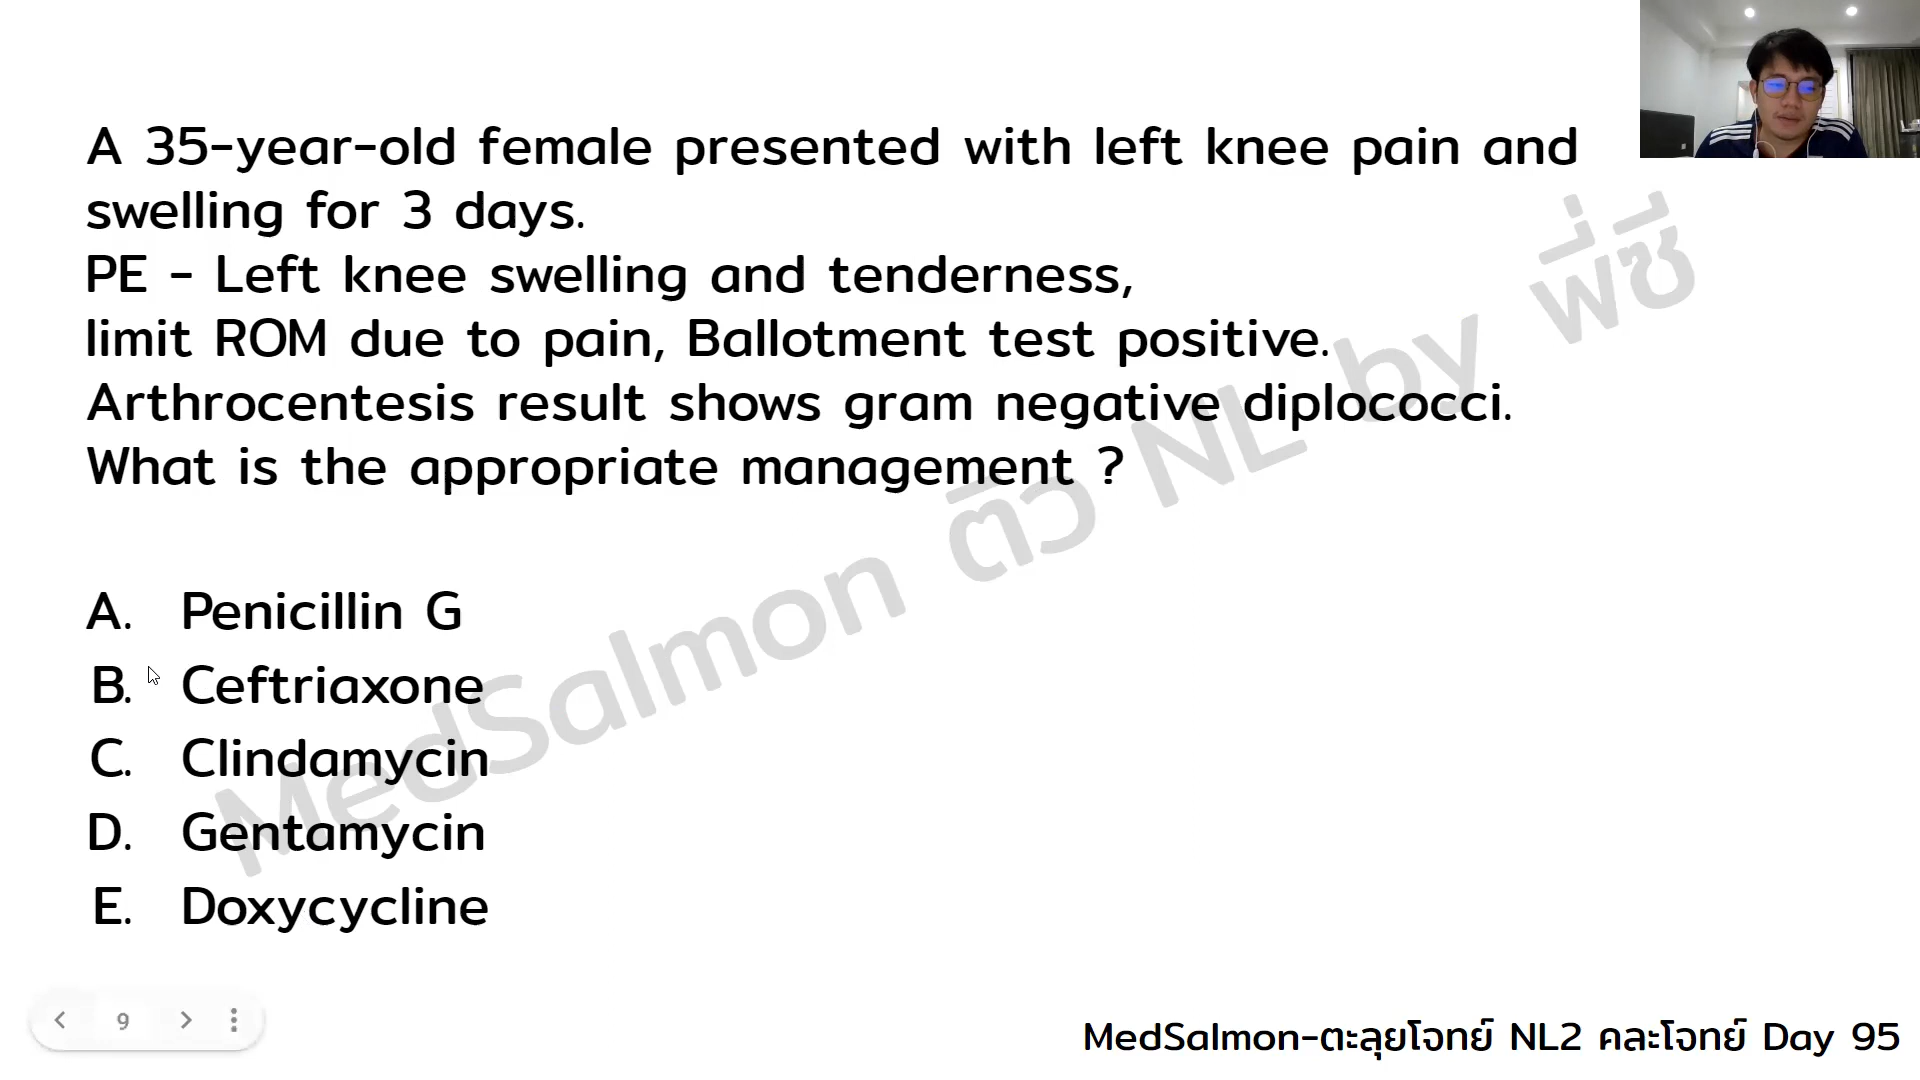 A 35-year-old female presented with left knee pain and
swelling for 3 days.
PE - Left knee swelling and tenderness,
limit ROM due to pain, Ballotment test positive.
Arthrocentesis result shows gram negative diplococci.
What is the appropriate management ?
A. Penicillin G
B. Ceftriaxone
C. Clindamycin
D. Gentamycin
E. Doxycycline
MedSalmon ติว NL by พี่ซี
9
MedSalmon-ตะลุยโจทย์ NL2 คละโจทย์ Day 95